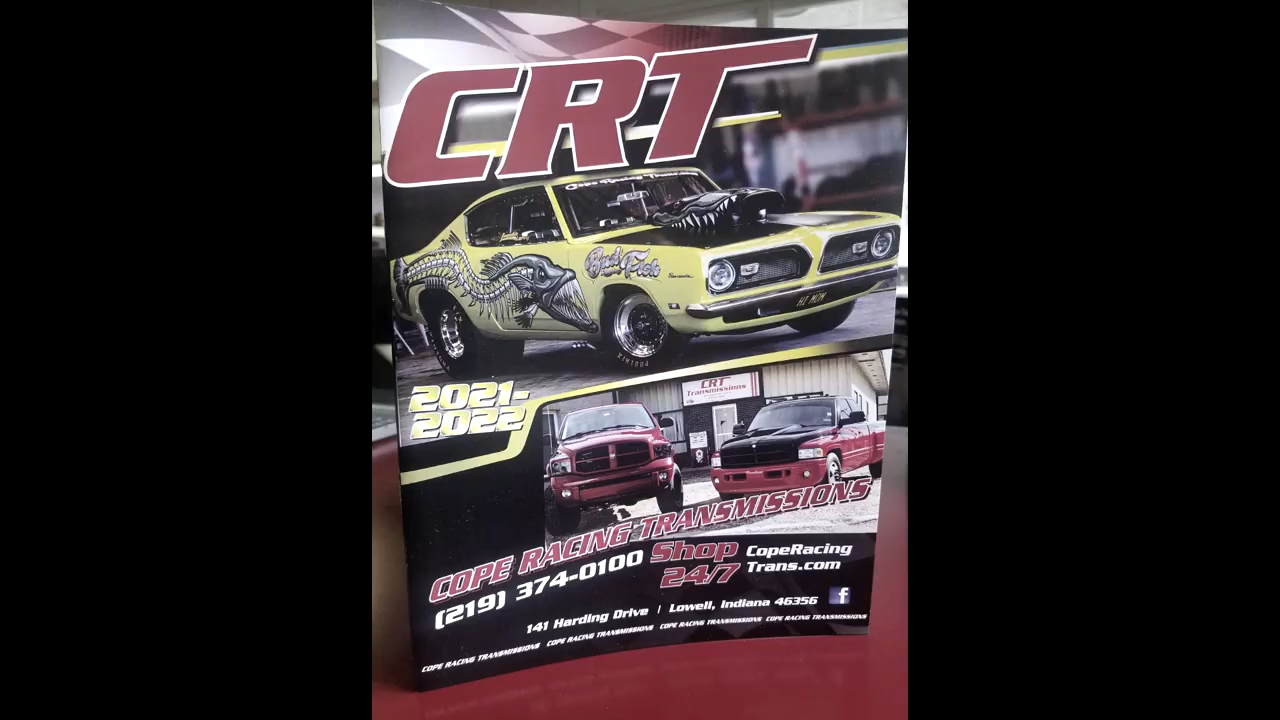 CRT
Cope Racing Transmis
Bad
Fish
HI MOM
2021-
2022
CRT
Transmissions
COPE RACING TRANSMISSIONS
(219) 374-0100
Shop
24/7
CopeRacing
Trans.com
141 Harding Drive | Lowell, Indiana 46356
f
COPE RACING TRANSMISSIONS COPE RACING TRANSMISSIONS COPE RACING TRANSMISSIONS COPE RACING TRANSMISSIONS